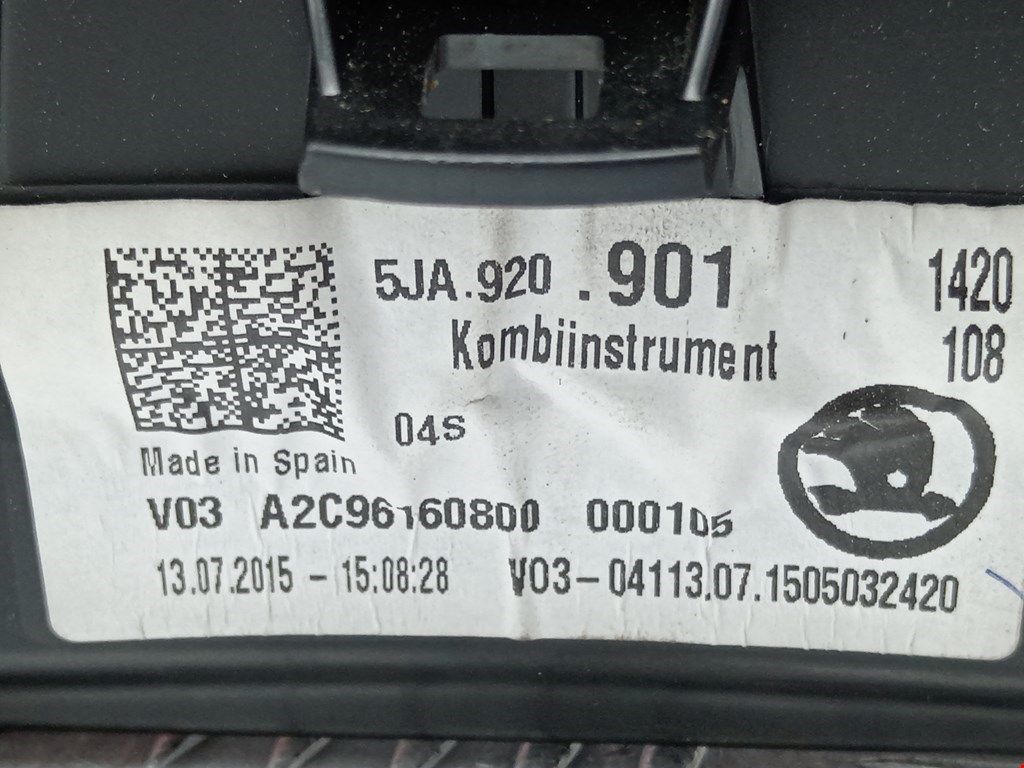 5JA.920 .901 1420
Kombiinstrument 108
04S
Made in Spain
V03 A2C96160800 000105
13.07.2015 - 15:08:28 V03-04113.07.1505032420